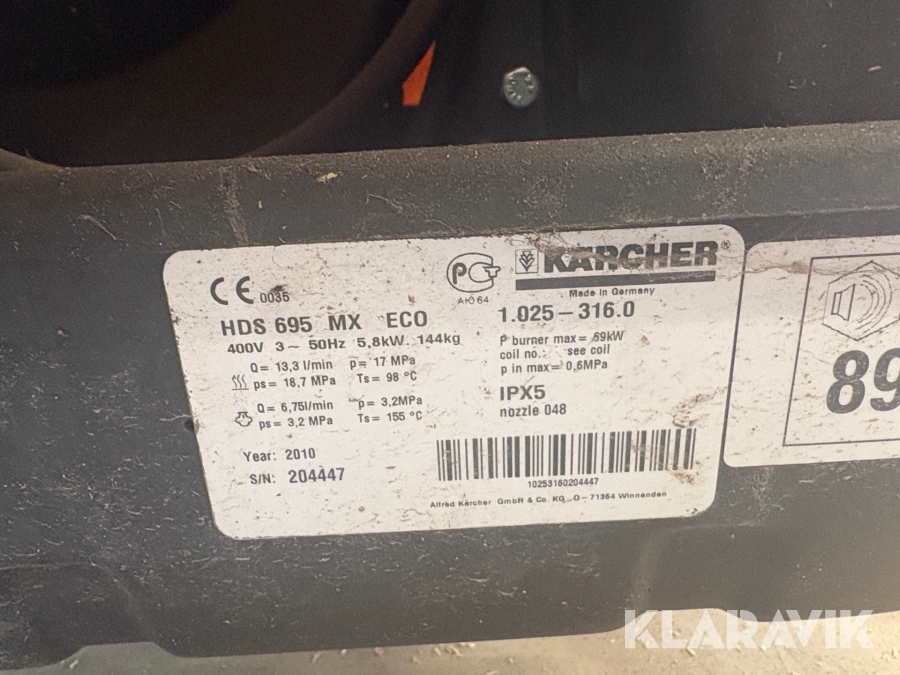 CE 0035
PCT
АЮ64
KÄRCHER®
Made in Germany
HDS 695 MX ECO
1.025-316.0
400V 3~ 50Hz 5,8kW 144kg
Q= 13,3 l/min p= 17 MPa
ps= 18,7 MPa Ts= 98 °C
Q= 6,75l/min p= 3,2MPa
ps= 3,2 MPa Ts= 155 °C
P burner max= 69kW
coil no.: see coil
p in max= 0,6MPa
IPX5
nozzle 048
Year: 2010
S/N: 204447
10253160204447
Alfred Kärcher GmbH & Co. KG D-71364 Winnenden
89
KLARAVIK